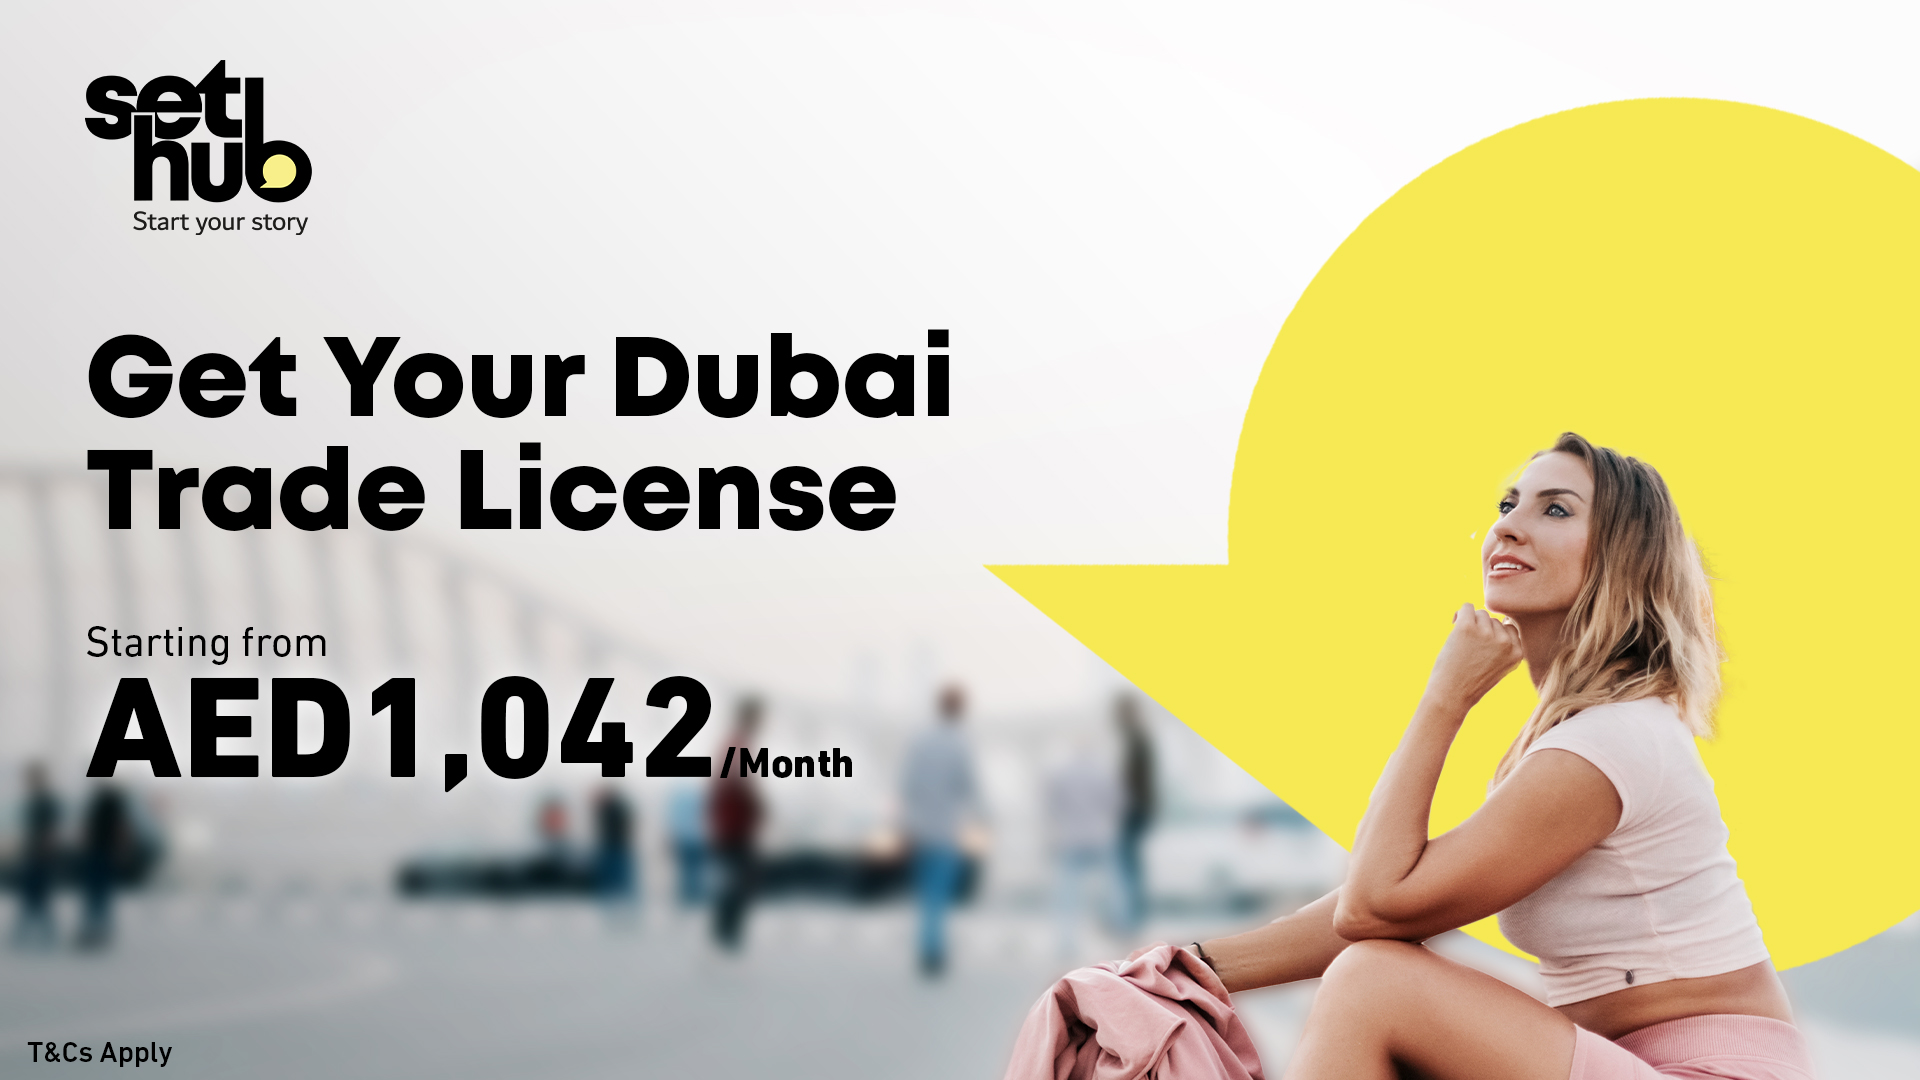 set
hub
Start your story
Get Your Dubai
Trade License
Starting from
AED1,042/Month
T&Cs Apply